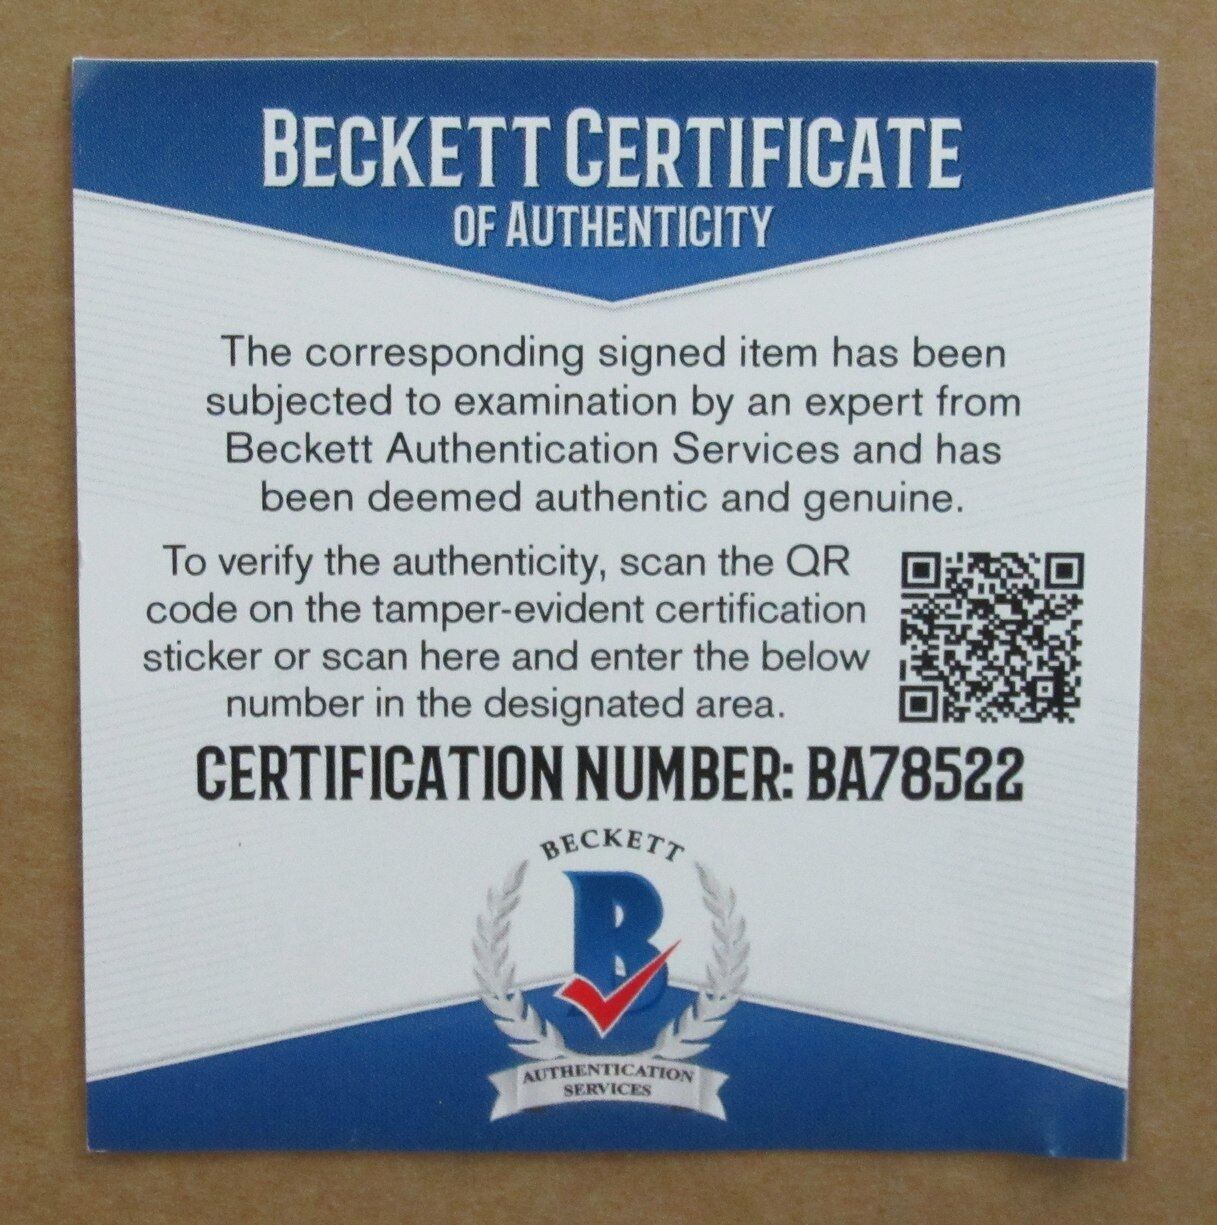 BECKETT CERTIFICATE
OF AUTHENTICITY
The corresponding signed item has been
subjected to examination by an expert from
Beckett Authentication Services and has
been deemed authentic and genuine.
To verify the authenticity, scan the QR
code on the tamper-evident certification
sticker or scan here and enter the below
number in the designated area.
CERTIFICATION NUMBER: BA78522
BECKETT
B
AUTHENTICATION
SERVICES